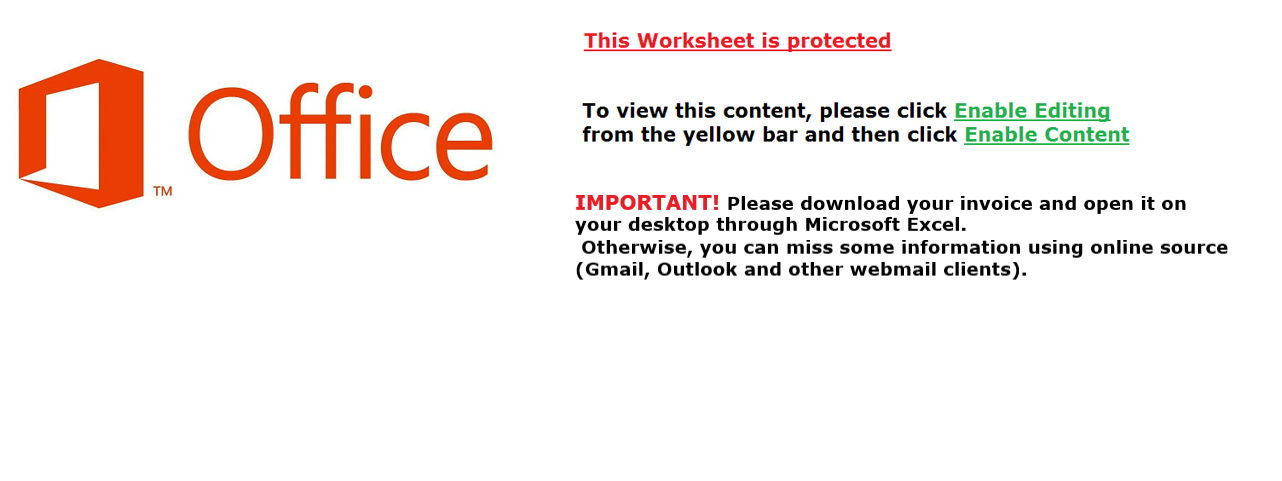 This Worksheet is protected
Office
TM
To view this content, please click Enable Editing
from the yellow bar and then click Enable Content
IMPORTANT! Please download your invoice and open it on
your desktop through Microsoft Excel.
Otherwise, you can miss some information using online source
(Gmail, Outlook and other webmail clients).